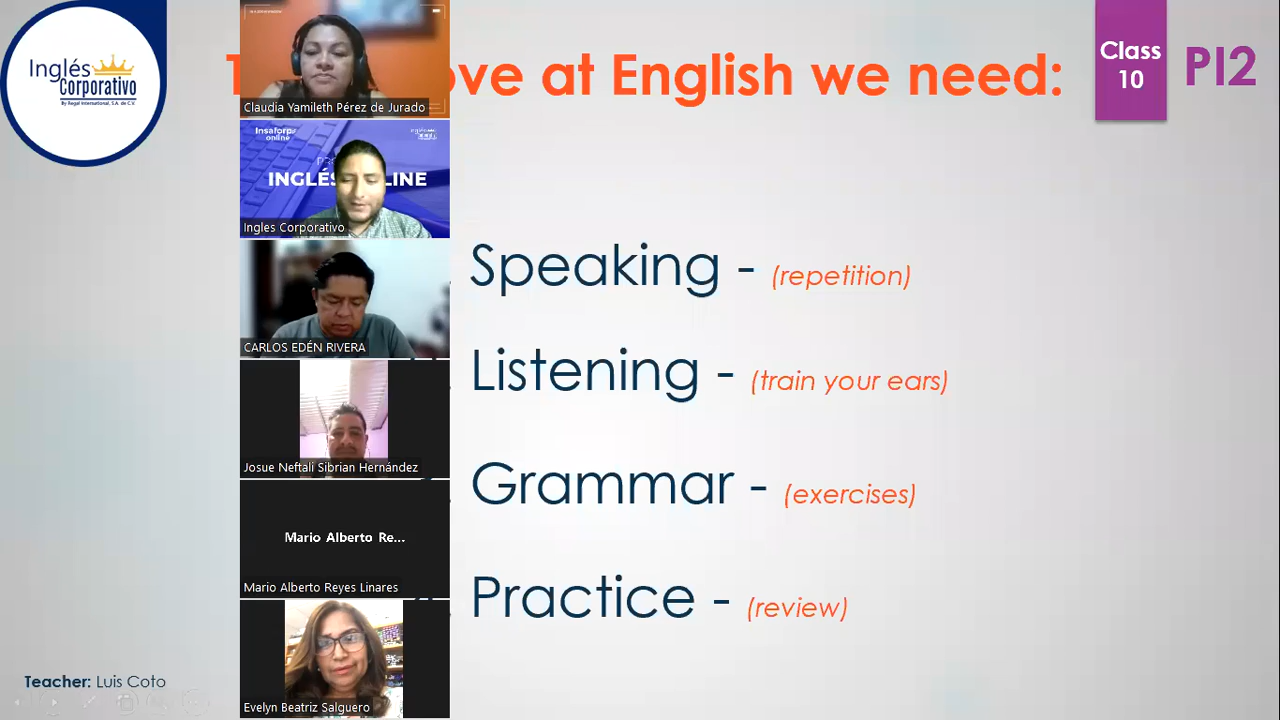 Inglés
Corporativo
By Regal International, S.A. de C.V.
ove at English we need:
Class
10
PI2
Claudia Yamileth Pérez de Jurado
Insaforp
online
INGLÉS
LINE
Ingles Corporativo
CARLOS EDÉN RIVERA
Josue Neftalí Sibrian Hernández
Mario Alberto Re...
Mario Alberto Reyes Linares
Evelyn Beatriz Salguero
Speaking - (repetition)
Listening - (train your ears)
Grammar - (exercises)
Practice - (review)
Teacher: Luis Coto